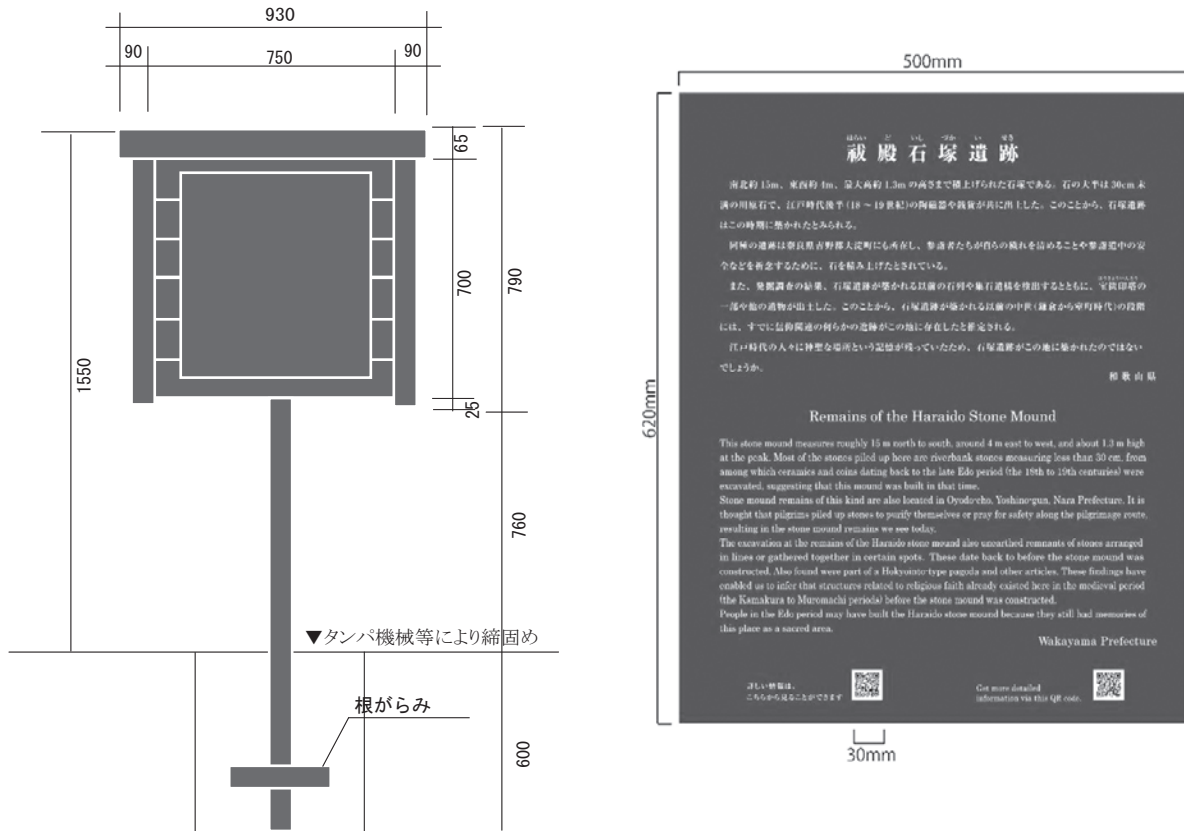 930
90
750
90
65
700
790
25
1550
760
▼タンパ機械等により締固め
根がらみ
600
500mm
620mm
はらい ど いし づか い せき
祓殿石塚遺跡
南北約15m、東西約4m、最大高約1.3mの高さまで積上げられた石塚である。石の大半は30cm未
満の川原石で、江戸時代後半(18～19世紀)の陶磁器や銭貨が共に出土した。このことから、石塚遺跡
はこの時期に築かれたとみられる。
同種の遺跡は奈良県吉野郡大淀町にも所在し、参詣者たちが自らの穢れを清めることや参詣道中の安
全などを祈念するために、石を積み上げたとされている。
また、発掘調査の結果、石塚遺跡が築かれる以前の石列や集石遺構を検出するとともに、宝篋印塔の
一部や他の遺物が出土した。このことから、石塚遺跡が築かれる以前の中世(鎌倉から室町時代)の段階
には、すでに信仰関連の何らかの遺跡がこの地に存在したと推定される。
江戸時代の人々に神聖な場所という記憶が残っていたため、石塚遺跡がこの地に築かれたのではない
でしょうか。
和歌山県
Remains of the Haraido Stone Mound
This stone mound measures roughly 15 m north to south, around 4 m east to west, and about 1.3 m high
at the peak. Most of the stones piled up here are riverbank stones measuring less than 30 cm, from
among which ceramics and coins dating back to the late Edo period (the 18th to 19th centuries) were
excavated, suggesting that this mound was built in that time.
Stone mound remains of this kind are also located in Oyodo-cho, Yoshino-gun, Nara Prefecture. It is
thought that pilgrims piled up stones to purify themselves or pray for safety along the pilgrimage route,
resulting in the stone mound remains we see today.
The excavation at the remains of the Haraido stone mound also unearthed remnants of stones arranged
in lines or gathered together in certain spots. These date back to before the stone mound was
constructed. Also found were part of a Hokyointo-type pagoda and other articles. These findings have
enabled us to infer that structures related to religious faith already existed here in the medieval period
(the Kamakura to Muromachi periods) before the stone mound was constructed.
People in the Edo period may have built the Haraido stone mound because they still had memories of
this place as a sacred area.
Wakayama Prefecture
詳しい情報は、
こちらから見ることができます
Get more detailed
information via this QR code.
30mm